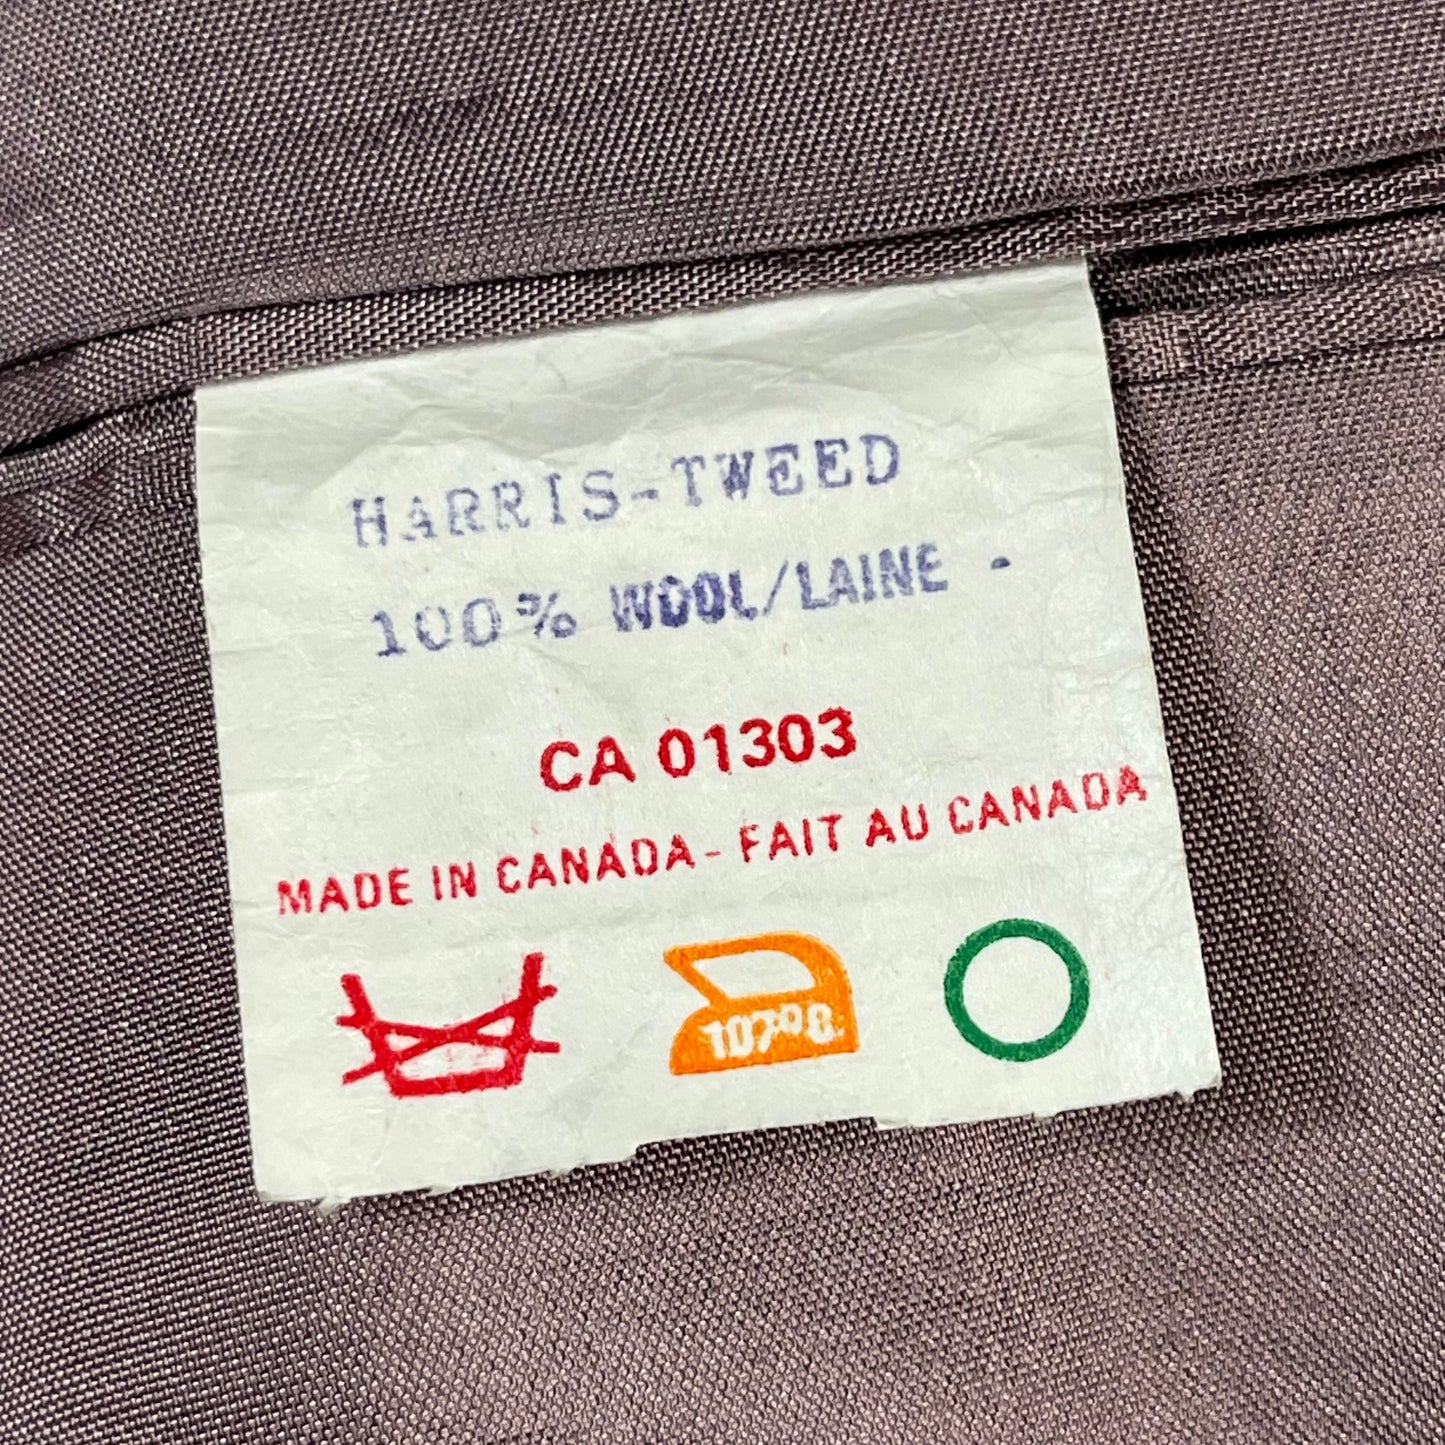 HARRIS-TWEED
100% WOOL/LAINE -
CA 01303
MADE IN CANADA - FAIT AU CANADA